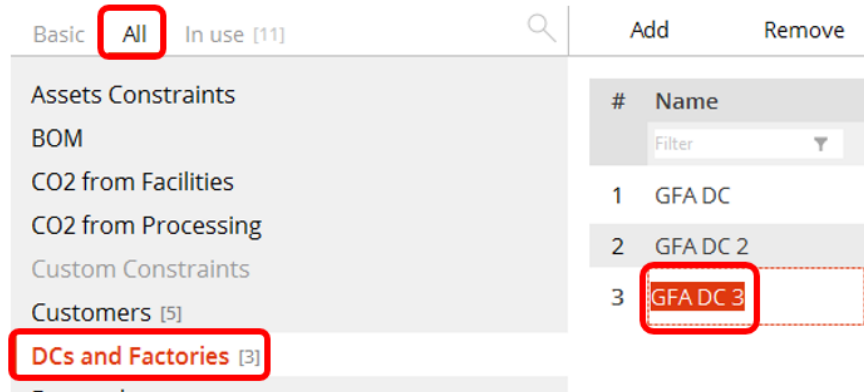 Basic All In use [11]
Assets Constraints
BOM
CO2 from Facilities
CO2 from Processing
Custom Constraints
Customers [5]
DCs and Factories [3]
Add Remove
# Name
Filter
1 GFA DC
2 GFA DC 2
3 GFA DC 3